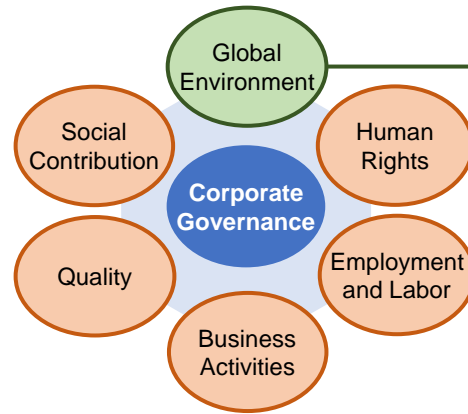 Global
Environment
Social
Contribution
Human
Rights
Corporate
Governance
Quality
Employment
and Labor
Business
Activities